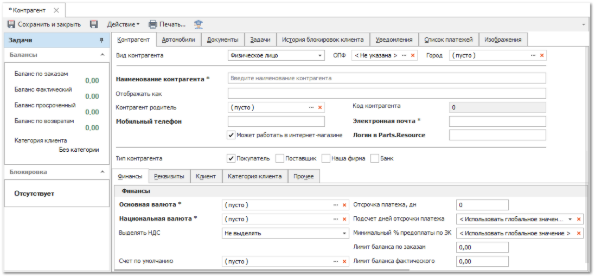 * Контрагент
Сохранить и закрыть Действие Печать...
Задачи
Балансы
Баланс по заказам
0,00
Баланс Фактический
0,00
Баланс просроченный
0,00
Баланс по возвратам
0,00
Категория клиента
Без категории
Блокировка
Отсутствует
Контрагент Автомобили Документы Задачи История блокировок клиента Уведомления Список платежей Изображения
Вид контрагента Физическое лицо ОПФ < Не указана > Город ( пусто )
Наименование контрагента * Введите наименования контрагента
Отображать как
Контрагент родитель ( пусто ) Код контрагента 0
Мобильный телефон Электронная почта *
Может работать в интернет-магазине Логин в Parts.Resource
Тип контрагента Покупатель Поставщик Наша фирма Банк
Финансы Реквизиты Клиент Категория клиента Прочее
Финансы
Основная валюта * ( пусто ) Отсрочка платежа, дн 0
Национальная валюта * ( пусто ) Подсчет дней отсрочки платежа < Использовать глобальное значен...
Выделять НДС Не выделять Минимальный % предоплаты по ЗК < Использовать глобальное значение >
Лимит баланса по заказам 0,00
Счет по умолчанию ( пусто ) Лимит баланса фактического 0,00